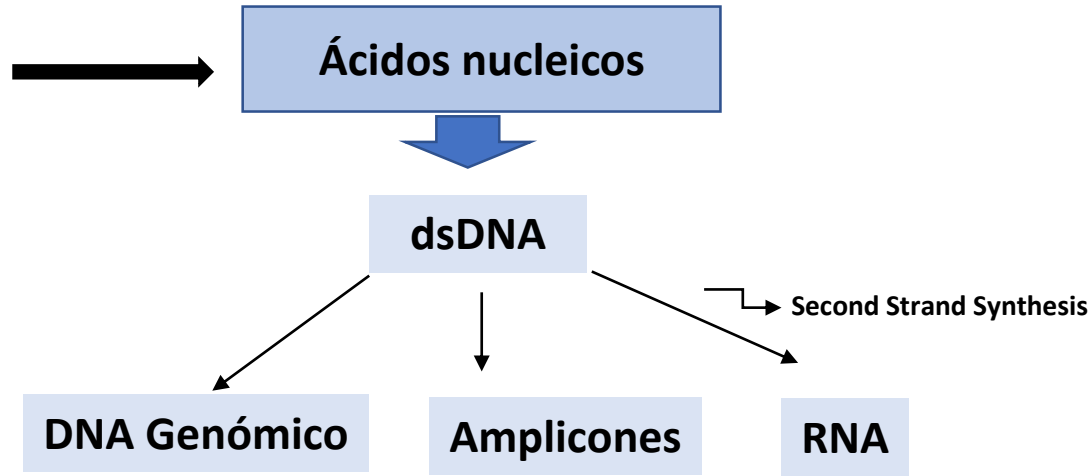 Ácidos nucleicos
dsDNA
Second Strand Synthesis
DNA Genómico
Amplicones
RNA